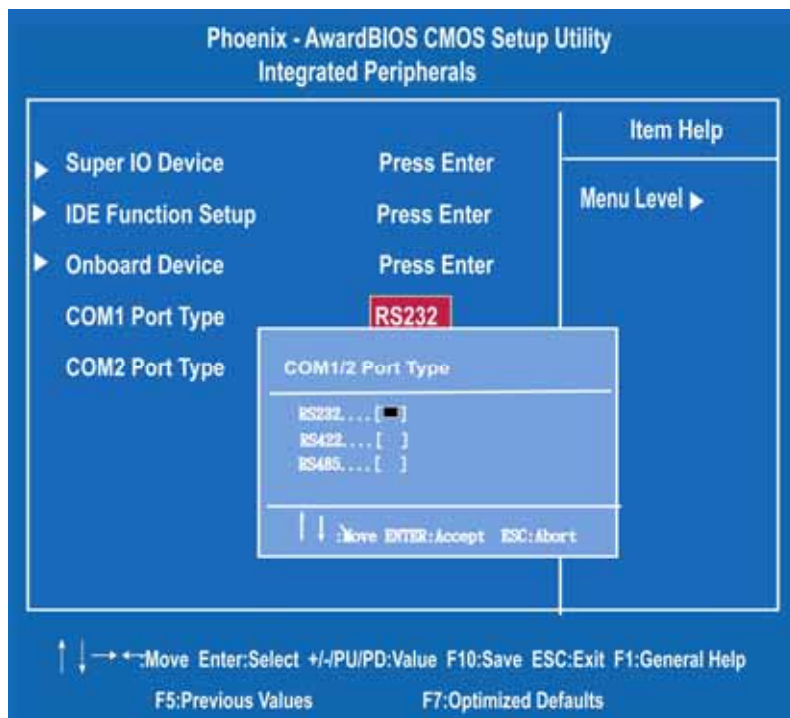 Phoenix - AwardBIOS CMOS Setup Utility
Integrated Peripherals
Item Help
Super IO Device Press Enter
Menu Level
IDE Function Setup Press Enter
Onboard Device Press Enter
COM1 Port Type RS232
COM2 Port Type
COM1/2 Port Type
RS232....[■]
RS422....[ ]
RS485....[ ]
↑↓:Move ENTER:Accept ESC:Abort
↑↓→←:Move Enter:Select +/-/PU/PD:Value F10:Save ESC:Exit F1:General Help
F5:Previous Values F7:Optimized Defaults